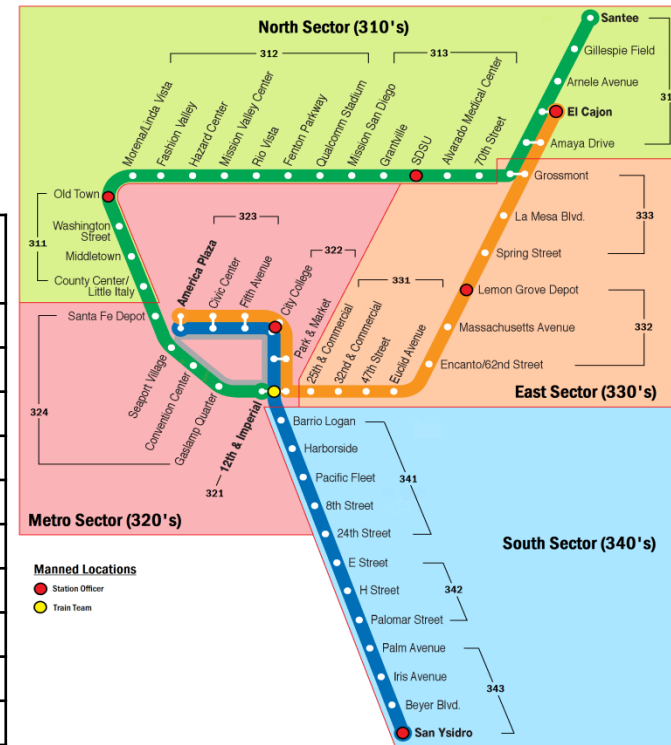 North Sector (310's)
312
313
Santee
Gillespie Field
Arnele Avenue
El Cajon
Amaya Drive
Morena/Linda Vista
Fashion Valley
Hazard Center
Mission Valley Center
Rio Vista
Fenton Parkway
Qualcomm Stadium
Mission San Diego
Grantville
SDSU
Alvarado Medical Center
70th Street
Grossmont
La Mesa Blvd.
333
Spring Street
Old Town
Washington
Street
311
Middletown
County Center/
Little Italy
323
322
America Plaza
Civic Center
Fifth Avenue
City College
Park & Market
331
25th & Commercial
32nd & Commercial
47th Street
Euclid Avenue
Lemon Grove Depot
Massachusetts Avenue
332
Encanto/62nd Street
East Sector (330's)
Santa Fe Depot
Seaport Village
Convention Center
Gaslamp Quarter
324
12th & Imperial
321
Metro Sector (320's)
Barrio Logan
Harborside
Pacific Fleet
341
8th Street
24th Street
South Sector (340's)
E Street
H Street
342
Palomar Street
Palm Avenue
Iris Avenue
343
Beyer Blvd.
San Ysidro
Manned Locations
Station Officer
Train Team